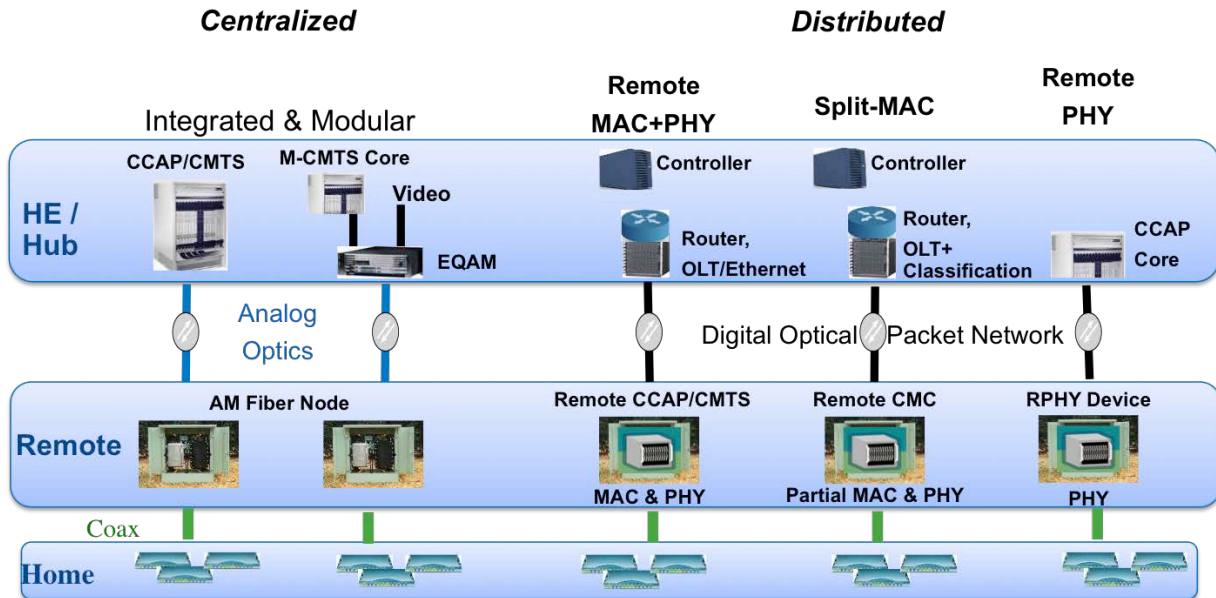 Centralized
Distributed
Integrated & Modular
Remote
MAC+PHY
Split-MAC
Remote
PHY
HE /
Hub
CCAP/CMTS
M-CMTS Core
Video
EQAM
Controller
Router,
OLT/Ethernet
Controller
Router,
OLT+
Classification
CCAP
Core
Analog
Optics
Digital Optical Packet Network
Remote
AM Fiber Node
Remote CCAP/CMTS
MAC & PHY
Remote CMC
Partial MAC & PHY
RPHY Device
PHY
Coax
Home